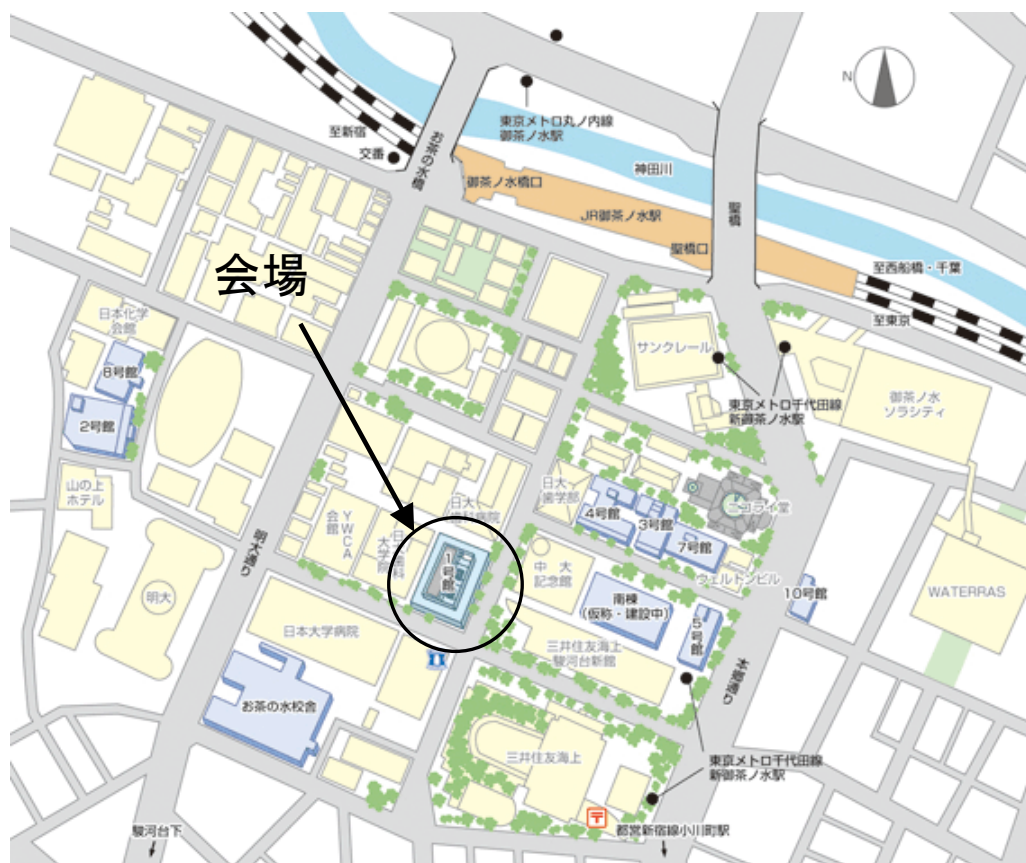 N
東京メトロ丸ノ内線
御茶ノ水駅
至新宿
交番
お茶の水橋
御茶ノ水橋口
神田川
JR御茶ノ水駅
聖橋
聖橋口
至西船橋・千葉
至東京
会場
日本化学
会館
8号館
2号館
山の上
ホテル
サンクレール
東京メトロ千代田線
新御茶ノ水駅
御茶ノ水
ソラシティ
日大
歯科病院
日大
歯学部
4号館
3号館
7号館
ニコライ堂
YWCA
会館
日大歯科
大学院
1号館
中大
記念館
ウェルトンビル
10号館
WATERRAS
明大通り
明大
南棟
(仮称・建設中)
5号館
日本大学病院
三井住友海上
駿河台新館
本郷通り
お茶の水校舎
三井住友海上
東京メトロ千代田線
新御茶ノ水駅
〒
駿河台下
都営新宿線小川町駅